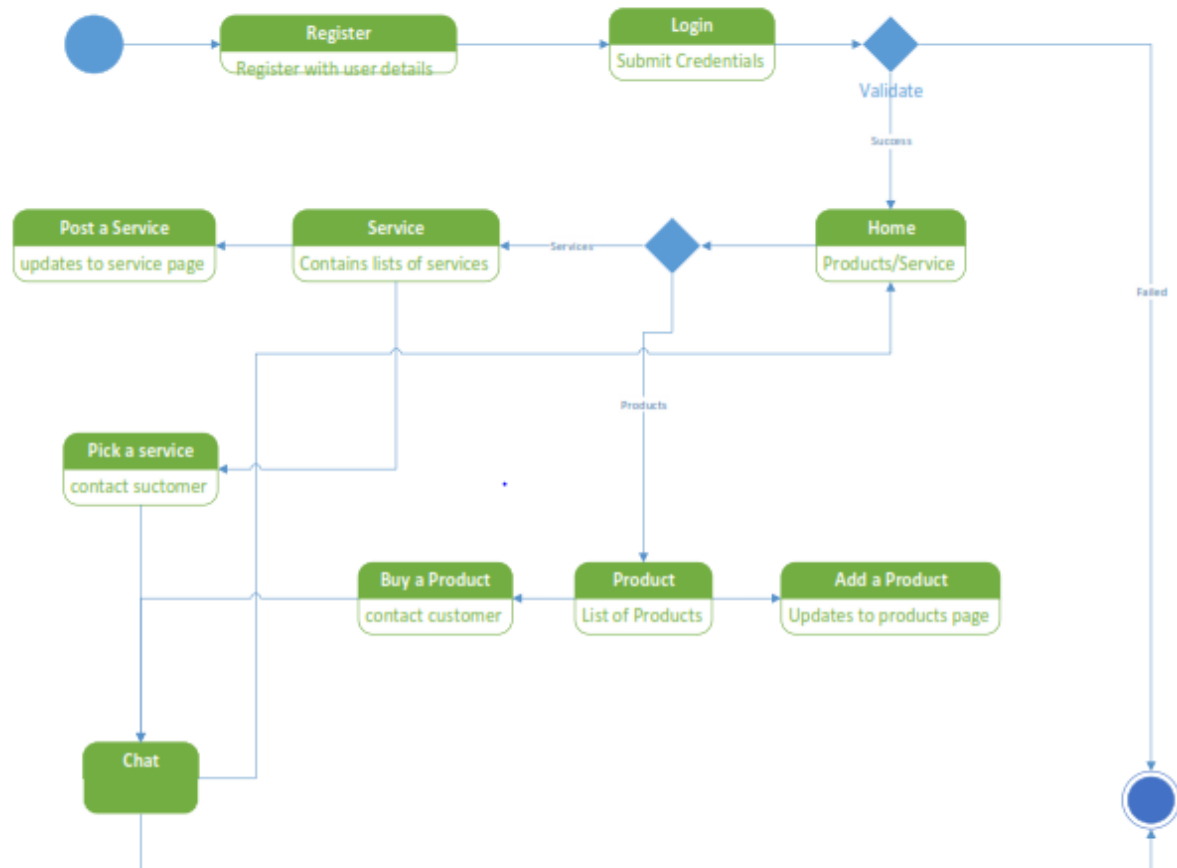 Register
Register with user details
Login
Submit Credentials
Validate
Success
Post a Service
updates to service page
Service
Contains lists of services
Services
Home
Products/Service
Failed
Products
Pick a service
contact suctomer
Buy a Product
contact customer
Product
List of Products
Add a Product
Updates to products page
Chat